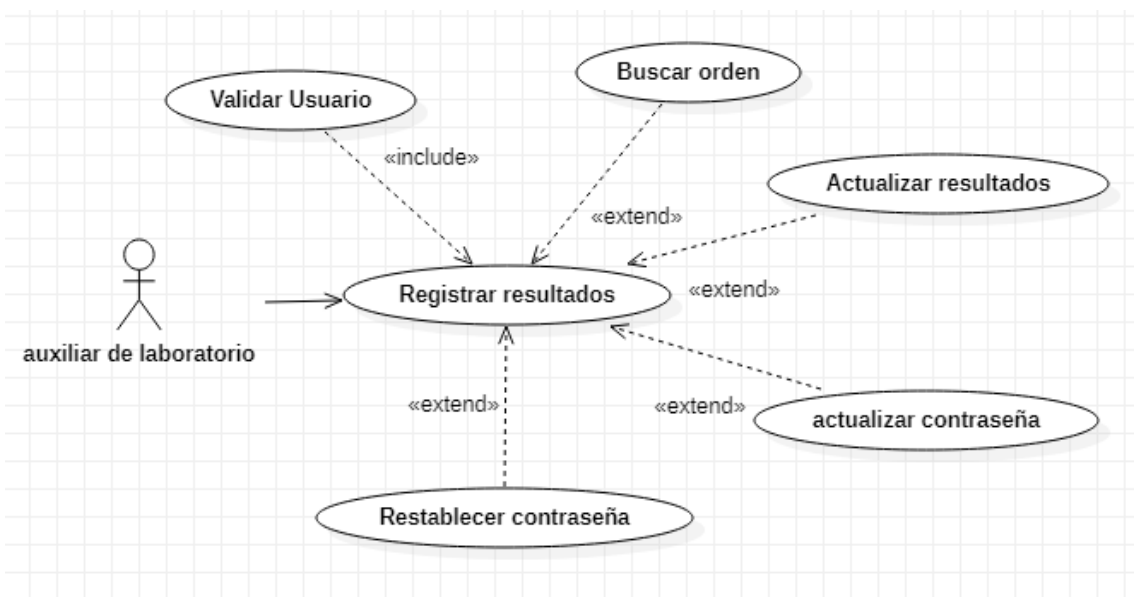 Buscar orden
Validar Usuario
«include»
Actualizar resultados
«extend»
Registrar resultados
«extend»
auxiliar de laboratorio
«extend»
«extend»
actualizar contraseña
Restablecer contraseña